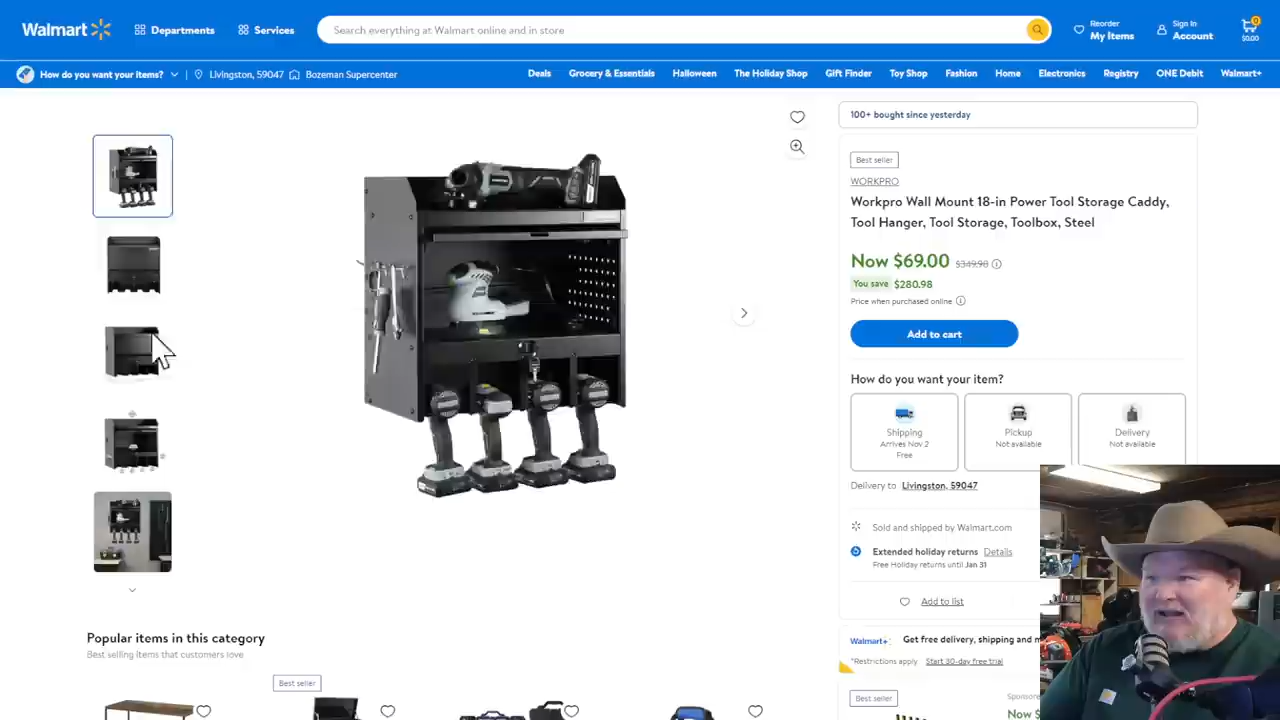 Walmart
Departments
Services
Search everything at Walmart online and in store
Reorder
My Items
Sign In
Account
0
$0.00
How do you want your items?
Livingston, 59047
Bozeman Supercenter
Deals
Grocery & Essentials
Halloween
The Holiday Shop
Gift Finder
Toy Shop
Fashion
Home
Electronics
Registry
ONE Debit
Walmart+
100+ bought since yesterday
Best seller
WORKPRO
Workpro Wall Mount 18-in Power Tool Storage Caddy,
Tool Hanger, Tool Storage, Toolbox, Steel
Now $69.00 $349.98
You save $280.98
Price when purchased online
Add to cart
How do you want your item?
Shipping
Arrives Nov 2
Free
Pickup
Not available
Delivery
Not available
Delivery to Livingston, 59047
Sold and shipped by Walmart.com
Extended holiday returns Details
Free Holiday returns until Jan 31
Add to list
Walmart+ Get free delivery, shipping and m
*Restrictions apply Start 30-day free trial
Popular items in this category
Best selling items that customers love
Best seller
Best seller
Sponsore
Now $